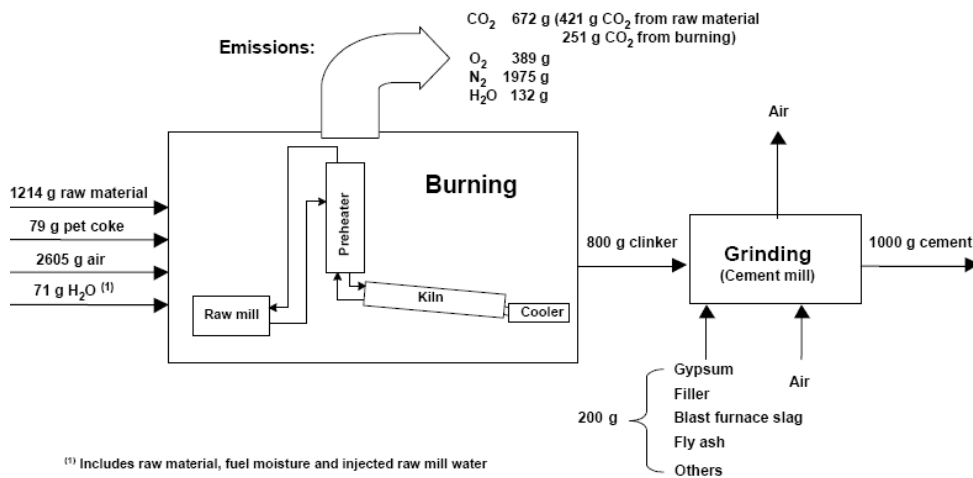 CO2 672 g (421 g CO2 from raw material
251 g CO2 from burning)
Emissions:
O2 389 g
N2 1975 g
H2O 132 g
Air
Burning
1214 g raw material
79 g pet coke
2605 g air
71 g H2O (1)
Preheater
Raw mill
Kiln
Cooler
800 g clinker
Grinding
(Cement mill)
1000 g cement
Gypsum
Air
Filler
200 g
Blast furnace slag
Fly ash
Others
(1) Includes raw material, fuel moisture and injected raw mill water